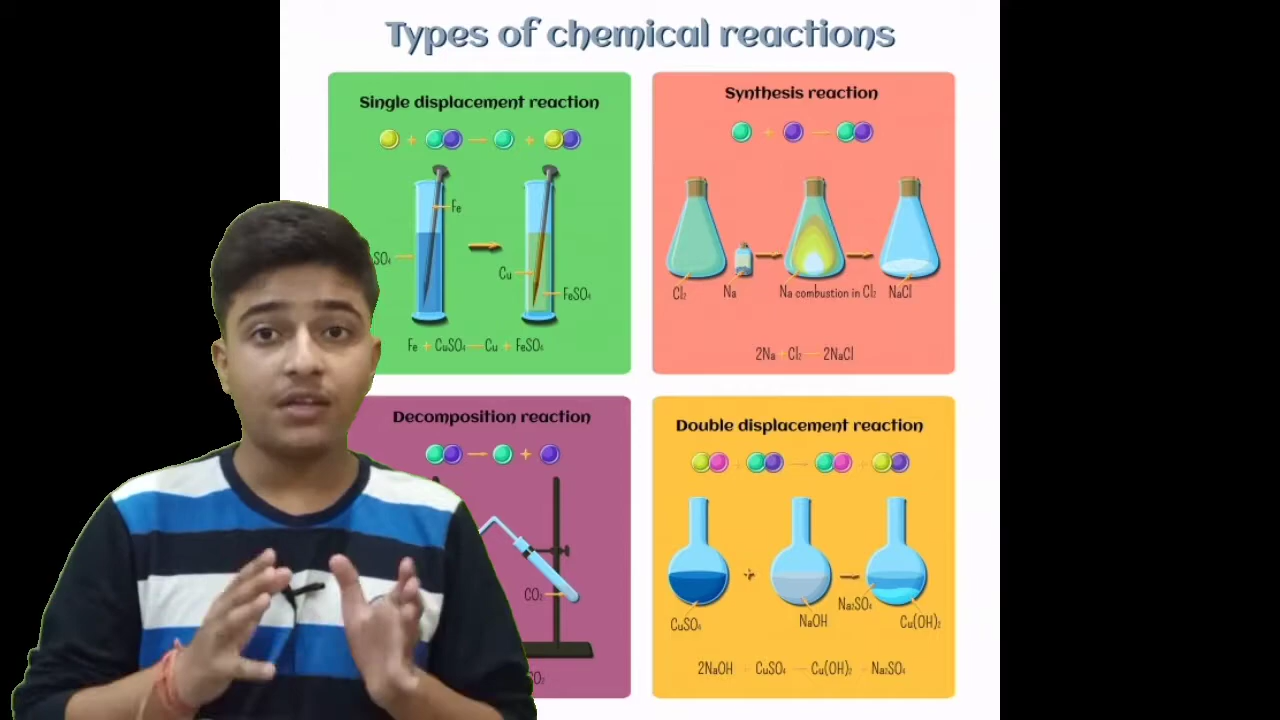 Types of chemical reactions
Single displacement reaction
+ +
Fe
SO₄
Cu
FeSO₄
Fe + CuSO₄ — Cu + FeSO₄
Synthesis reaction
+
Cl₂ Na Na combustion in Cl₂ NaCl
2Na + Cl₂ — 2NaCl
Decomposition reaction
+
CO₂
Double displacement reaction
+ +
+
CuSO₄ NaOH Na₂SO₄ Cu(OH)₂
2NaOH + CuSO₄ — Cu(OH)₂ + Na₂SO₄